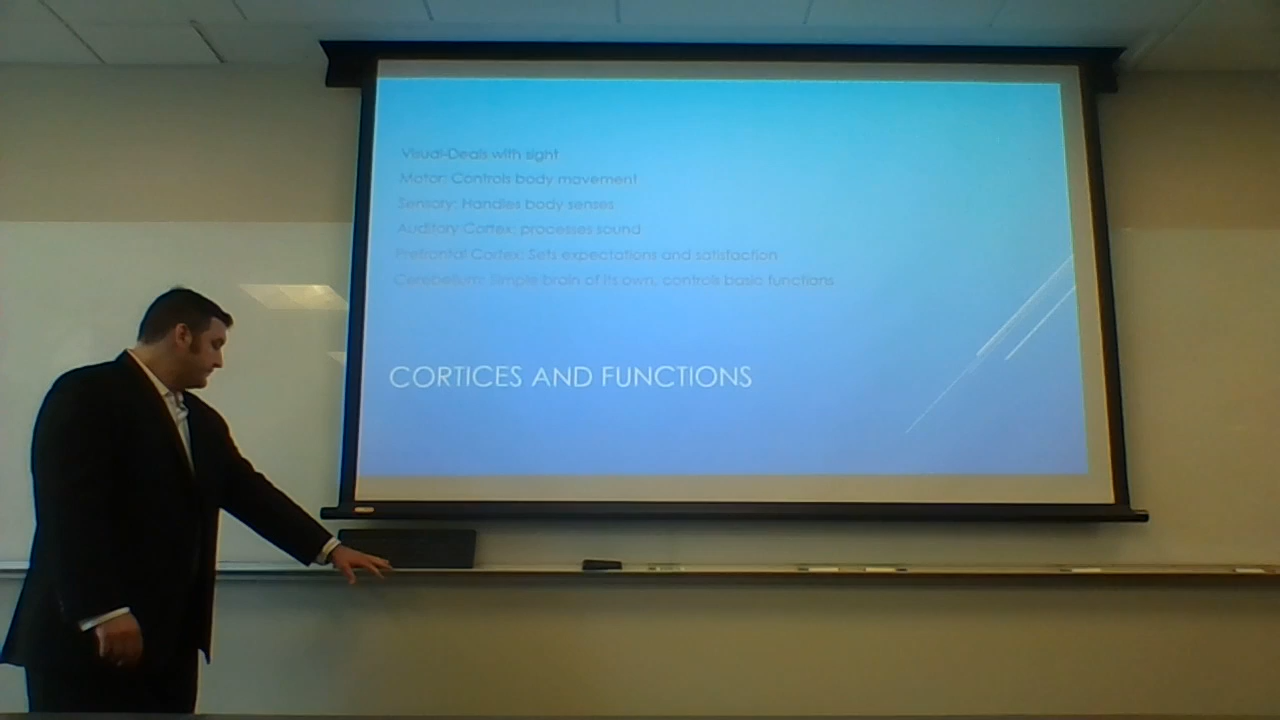 Visual-Deals with sight
Motor: Controls body movement
Sensory: Handles body senses
Auditory Cortex: processes sound
Prefrontal Cortex: Sets expectations and satisfaction
Cerebellum: Simple brain of its own, controls basic functions
CORTICES AND FUNCTIONS